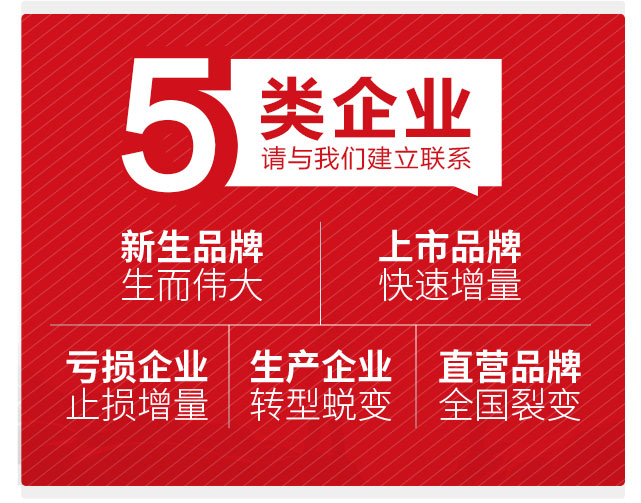 5类企业
请与我们建立联系
新生品牌
生而伟大
上市品牌
快速增量
亏损企业
止损增量
生产企业
转型蜕变
直营品牌
全国裂变